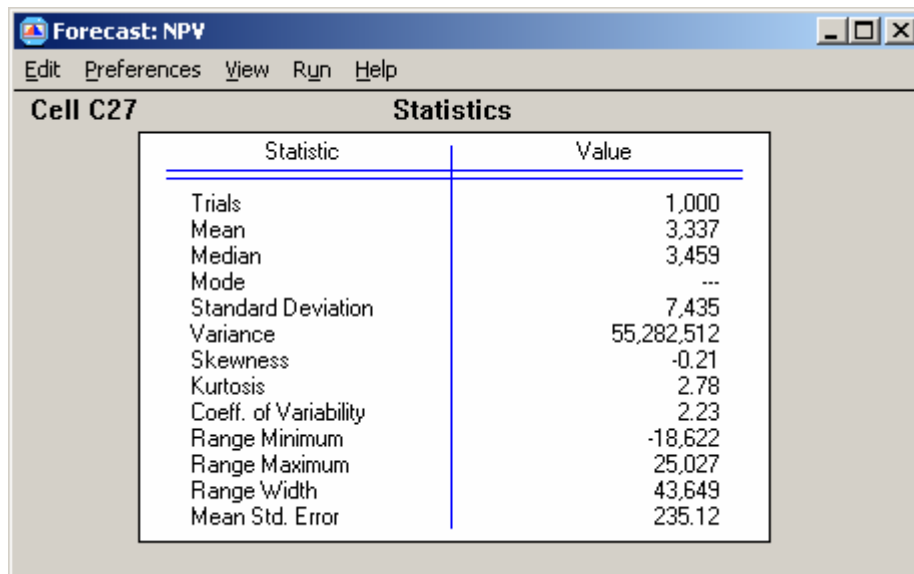 Forecast: NPV
Edit Preferences View Run Help
Cell C27 Statistics
Statistic Value
Trials 1,000
Mean 3,337
Median 3,459
Mode ---
Standard Deviation 7,435
Variance 55,282,512
Skewness -0.21
Kurtosis 2.78
Coeff. of Variability 2.23
Range Minimum -18,622
Range Maximum 25,027
Range Width 43,649
Mean Std. Error 235.12